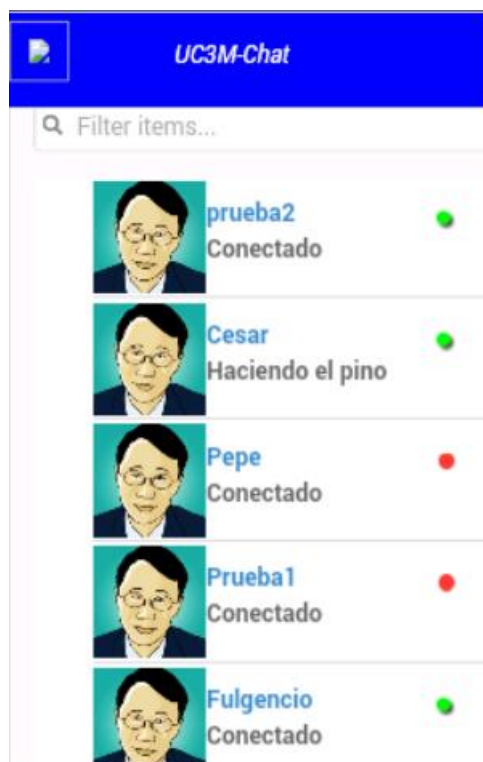 UC3M-Chat
Filter items...
prueba2
Conectado
Cesar
Haciendo el pino
Pepe
Conectado
Prueba1
Conectado
Fulgencio
Conectado